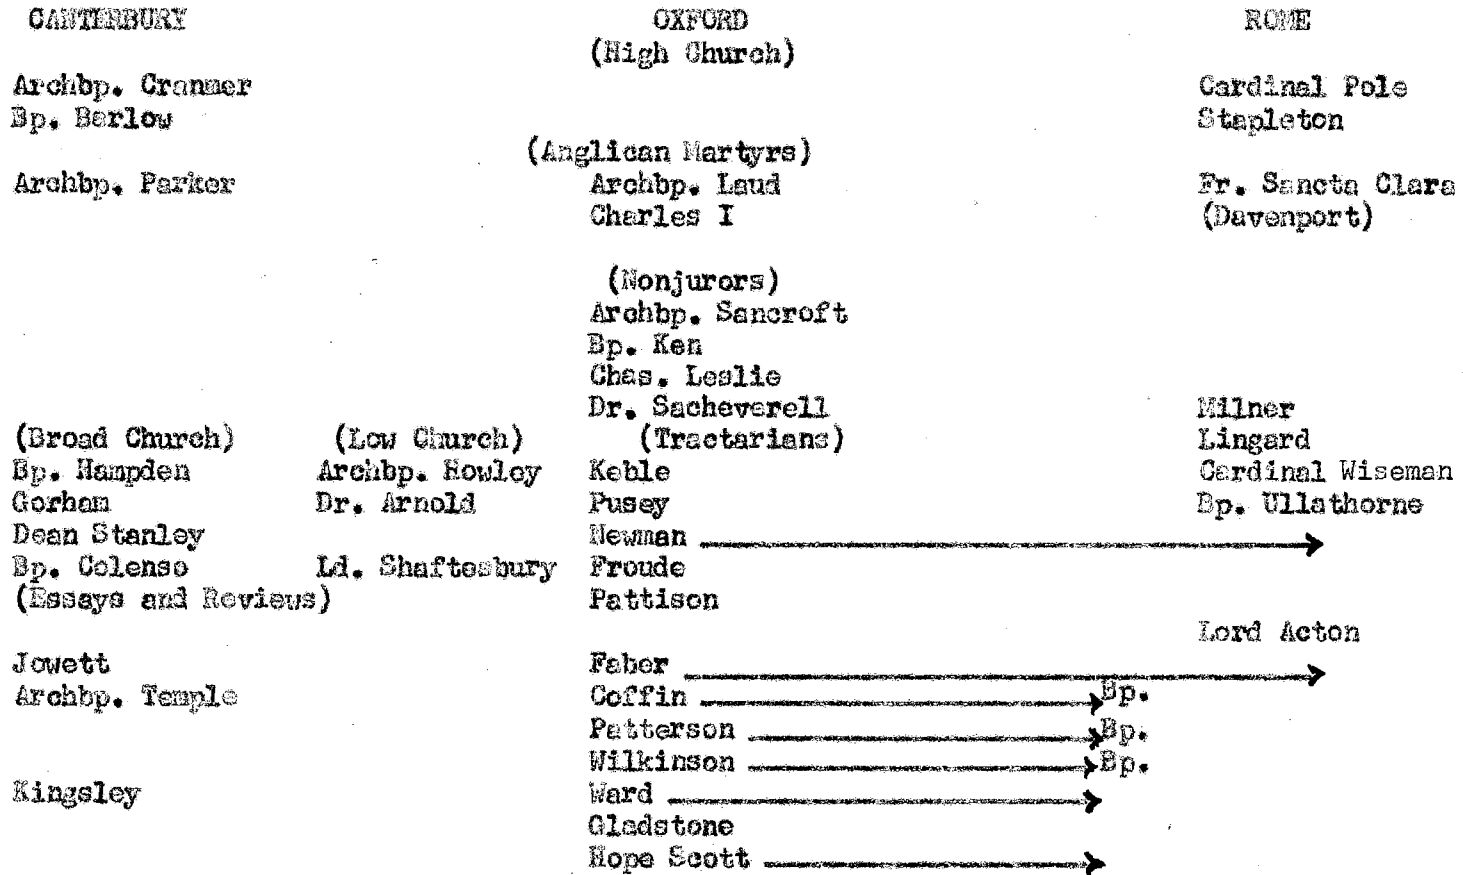 CANTERBURY OXFORD ROME
(High Church)
Archbp. Cranmer Cardinal Pole
Bp. Barlow Stapleton
(Anglican Martyrs)
Archbp. Parker Archbp. Laud Fr. Sancta Clara
Charles I (Davenport)
(Nonjurors)
Archbp. Sancroft
Bp. Ken
Chas. Leslie
Dr. Sacheverell Milner
(Broad Church) (Low Church) (Tractarians) Lingard
Bp. Hampden Archbp. Howley Keble Cardinal Wiseman
Gorham Dr. Arnold Pusey Bp. Ullathorne
Dean Stanley Newman
Bp. Colenso Ld. Shaftesbury Froude
(Essays and Reviews) Pattison
Lord Acton
Jowett Faber
Archbp. Temple Coffin Bp.
Patterson Bp.
Wilkinson Bp.
Kingsley Ward
Gladstone
Hope Scott